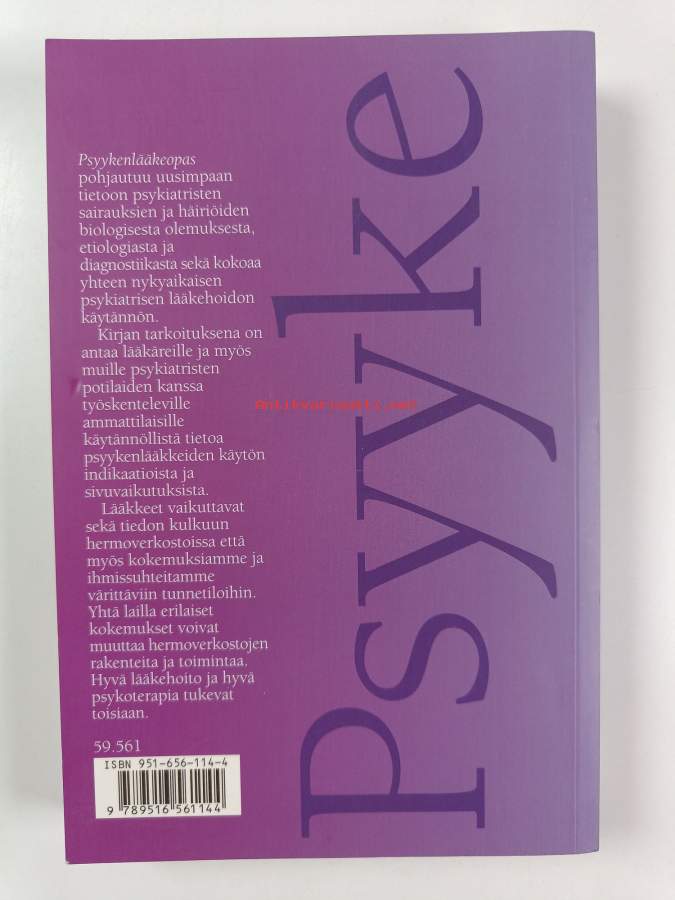 Psyykenlääkeopas
pohjautuu uusimpaan
tietoon psykiatristen
sairauksien ja häiriöiden
biologisesta olemuksesta,
etiologiasta ja
diagnostiikasta sekä kokoaa
yhteen nykyaikaisen
psykiatrisen lääkehoidon
käytännön.
Kirjan tarkoituksena on
antaa lääkäreille ja myös
muille psykiatristen
potilaiden kanssa
työskenteleville
ammattilaisille
käytännöllistä tietoa
psyykenlääkkeiden käytön
indikaatioista ja
sivuvaikutuksista.
Lääkkeet vaikuttavat
sekä tiedon kulkuun
hermoverkostoissa että
myös kokemuksiamme ja
ihmissuhteitamme
värittäviin tunnetiloihin.
Yhtä lailla erilaiset
kokemukset voivat
muuttaa hermoverkostojen
rakenteita ja toimintaa.
Hyvä lääkehoito ja hyvä
psykoterapia tukevat
toisiaan.
59.561
ISBN 951-656-114-4
9 789516 561144
Psyyke